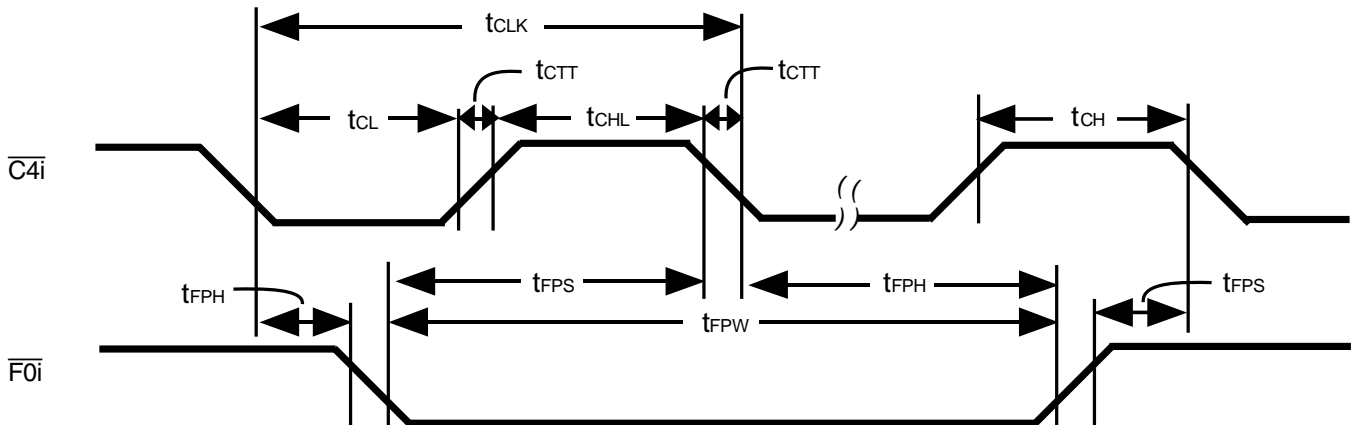 tCLK
tCTT
tCTT
tCL
tCHL
tCH
C4i
tFPS
tFPH
tFPH
tFPS
tFPW
F0i